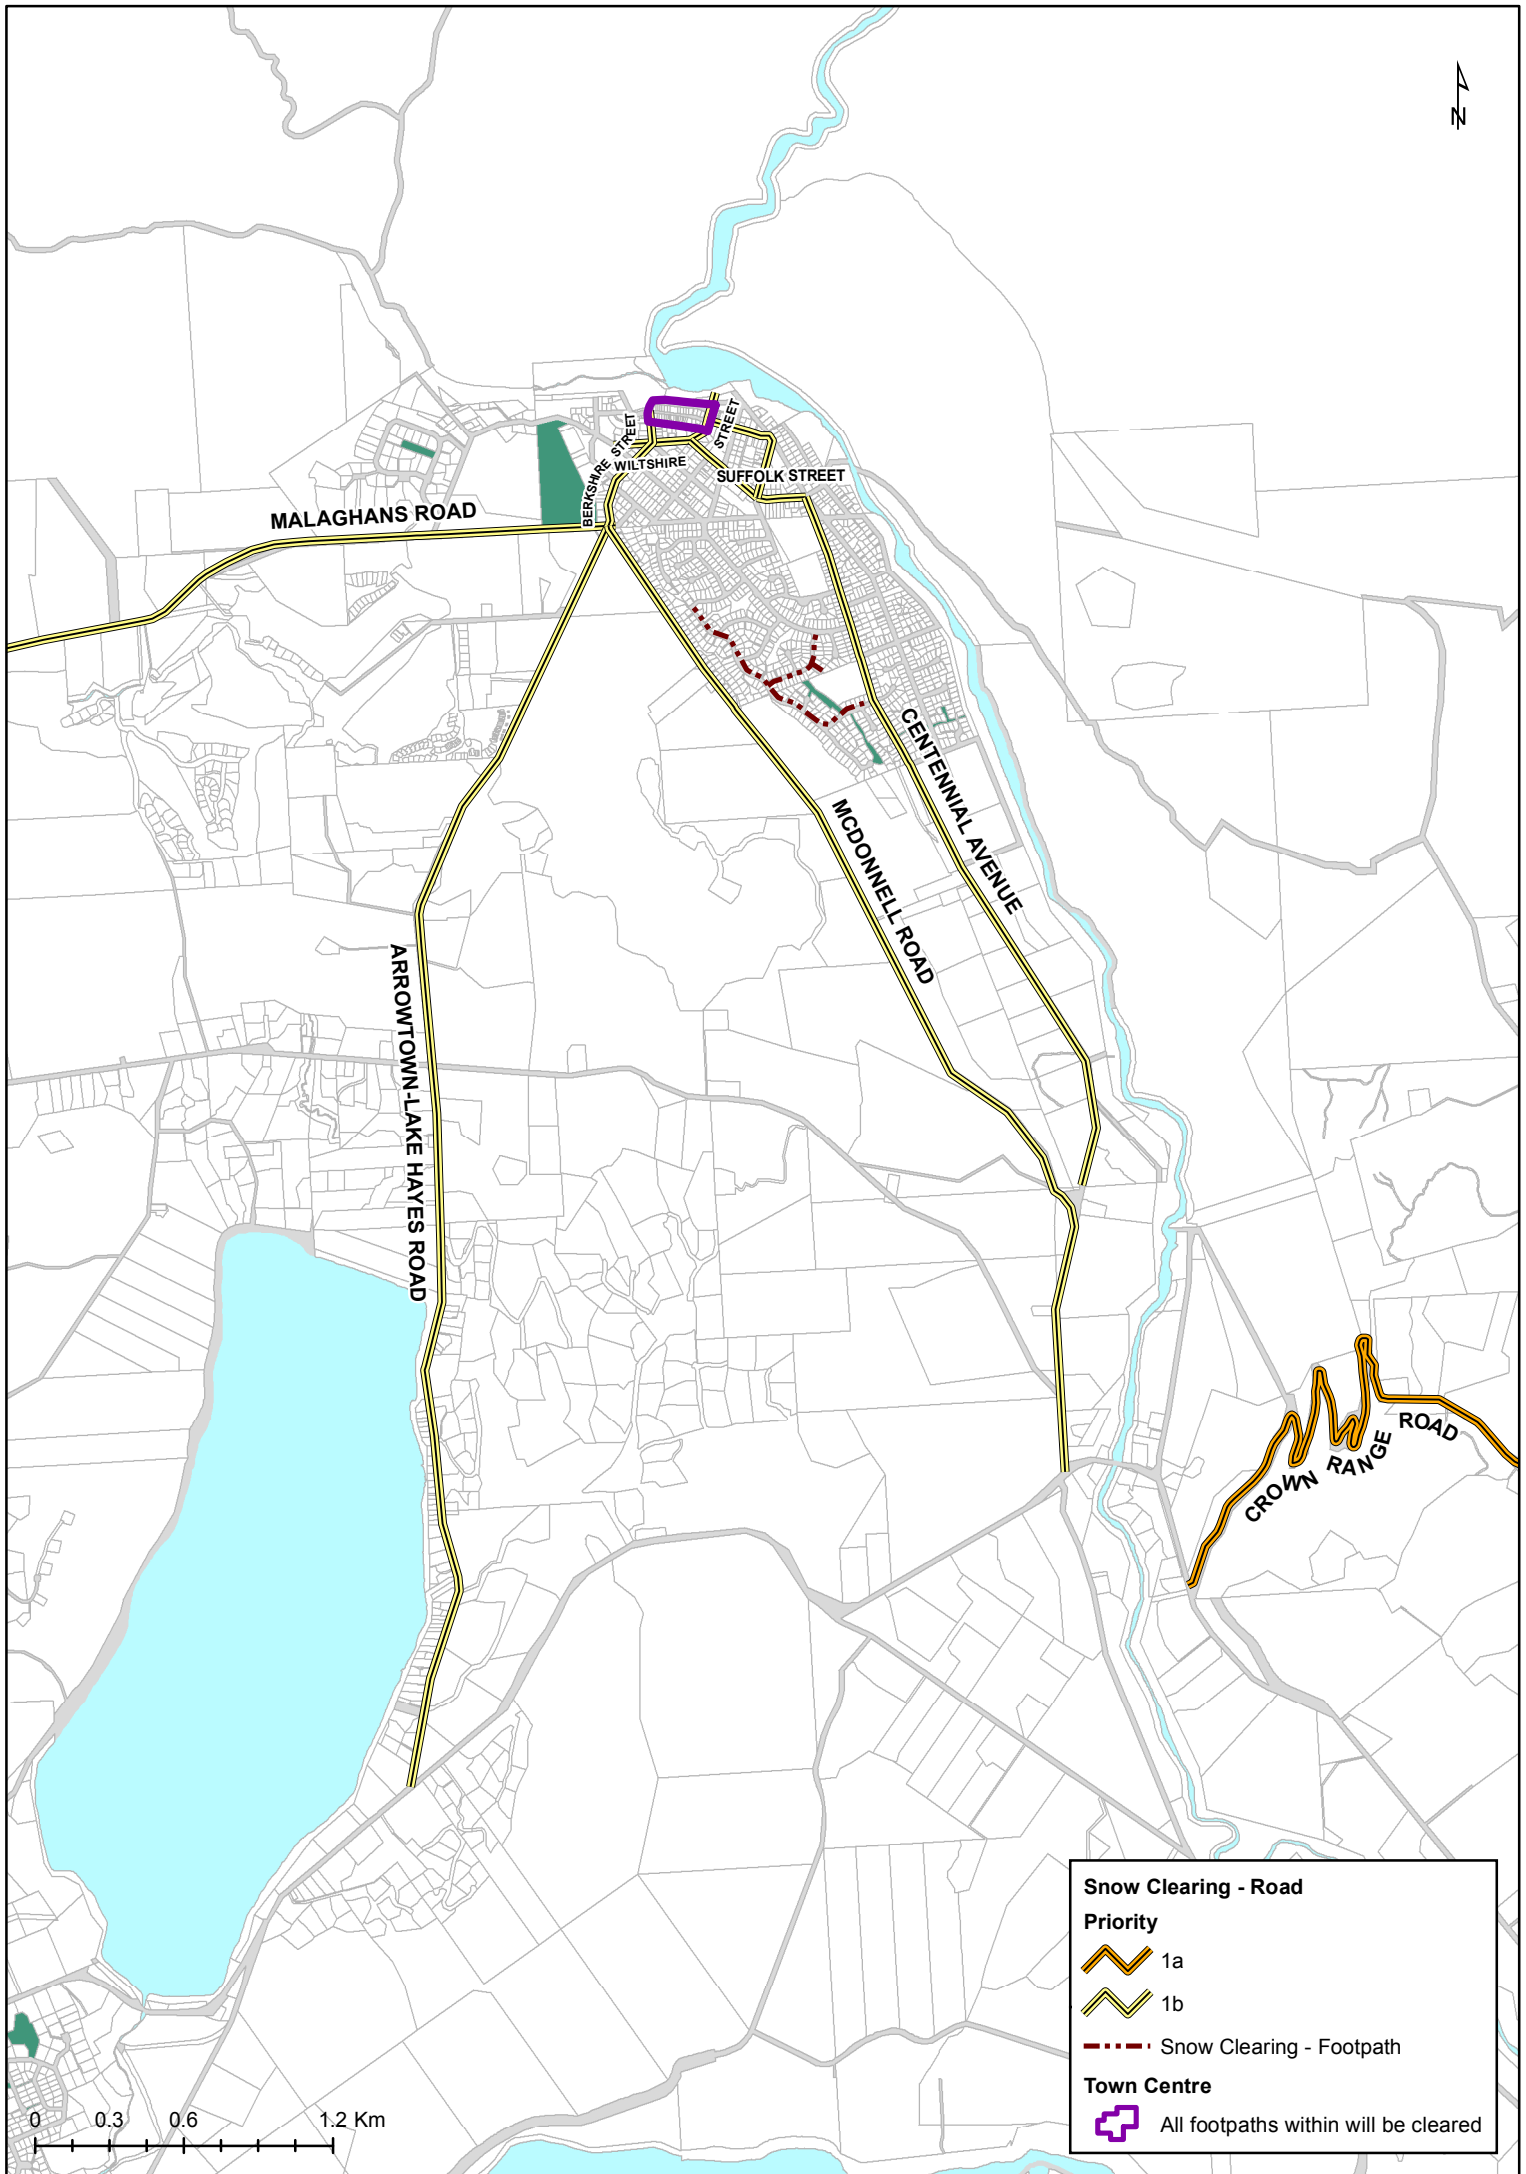 N
BERKSHIRE STREET
WILTSHIRE
STREET
SUFFOLK STREET
MALAGHANS ROAD
CENTENNIAL AVENUE
MCDONNELL ROAD
ARROWTOWN-LAKE HAYES ROAD
CROWN RANGE ROAD
Snow Clearing - Road
Priority
1a
1b
Snow Clearing - Footpath
Town Centre
All footpaths within will be cleared
0 0.3 0.6 1.2 Km